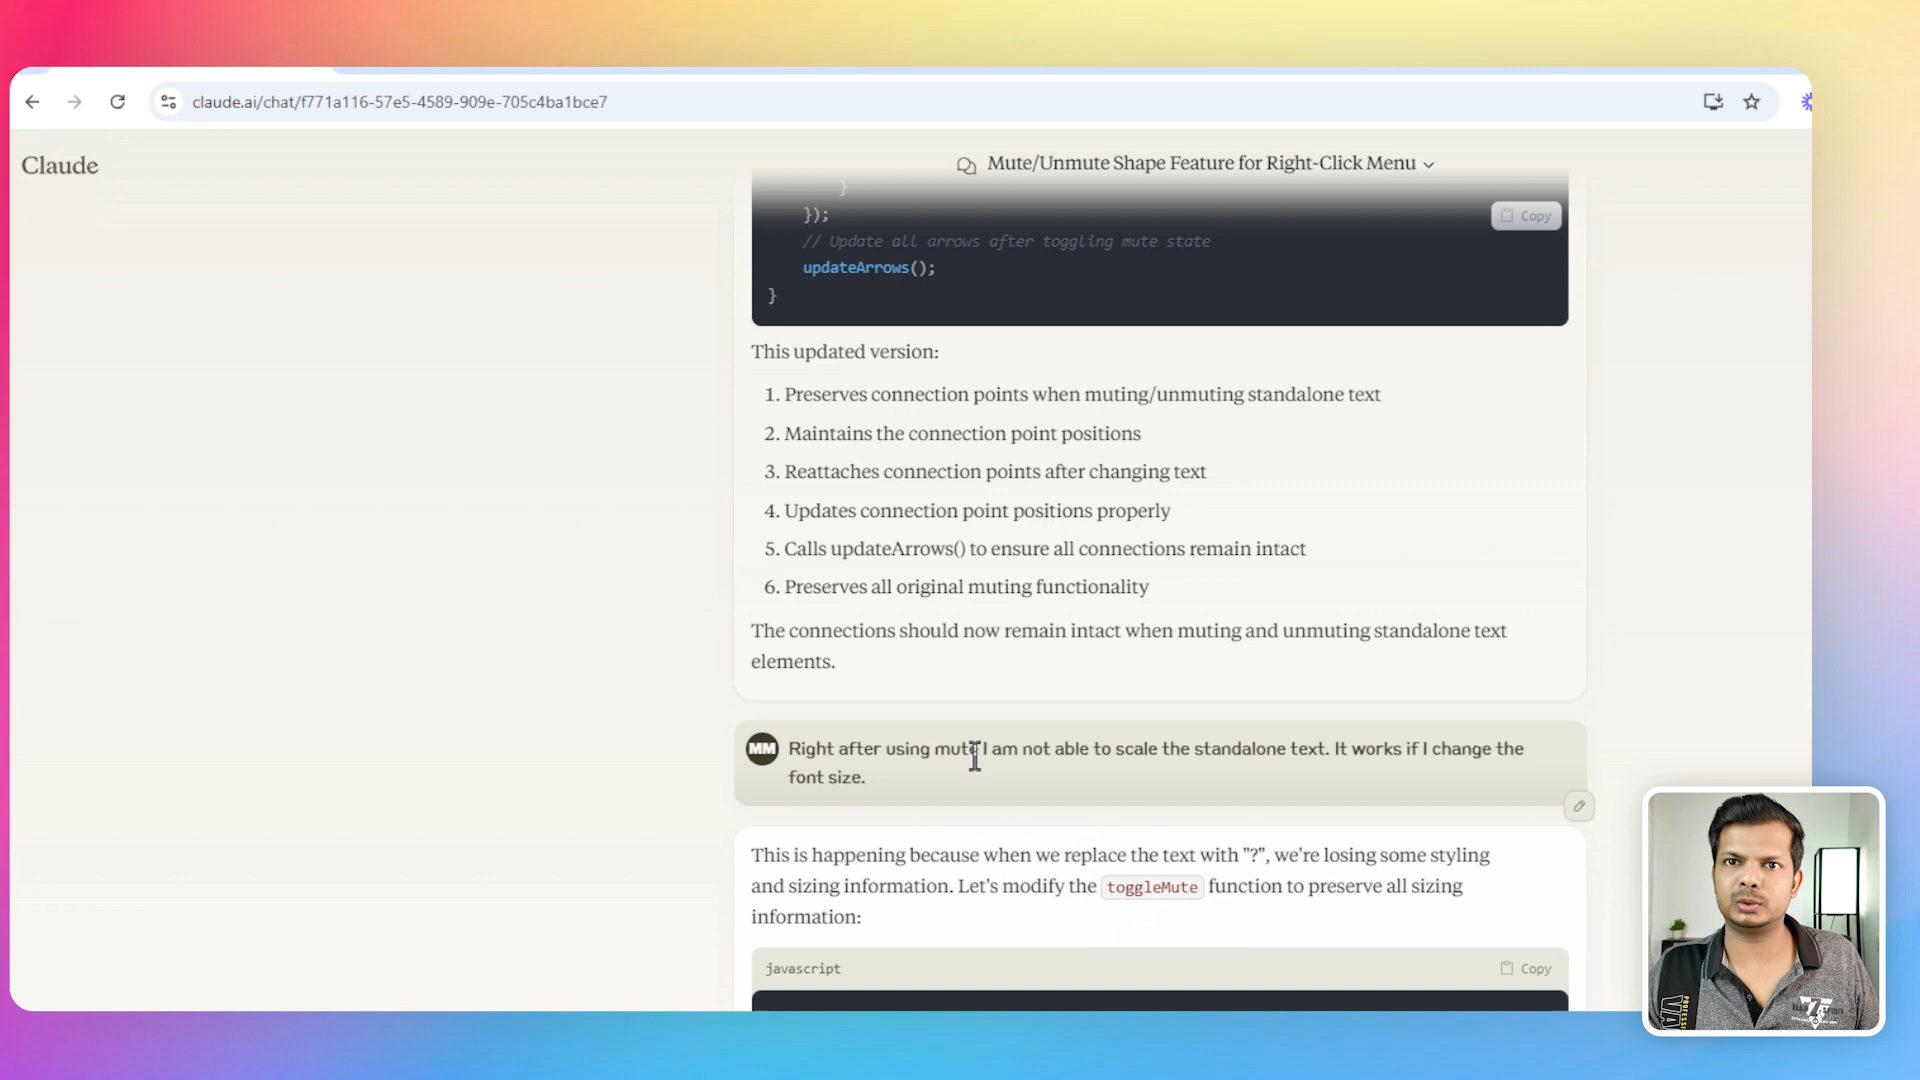 claude.ai/chat/f771a116-57e5-4589-909e-705c4ba1bce7
Claude
Mute/Unmute Shape Feature for Right-Click Menu
}
});
Copy
// Update all arrows after toggling mute state
updateArrows();
}
This updated version:
1. Preserves connection points when muting/unmuting standalone text
2. Maintains the connection point positions
3. Reattaches connection points after changing text
4. Updates connection point positions properly
5. Calls updateArrows() to ensure all connections remain intact
6. Preserves all original muting functionality
The connections should now remain intact when muting and unmuting standalone text
elements.
MM
Right after using mute I am not able to scale the standalone text. It works if I change the
font size.
This is happening because when we replace the text with "?", we're losing some styling
and sizing information. Let's modify the toggleMute function to preserve all sizing
information:
javascript
Copy